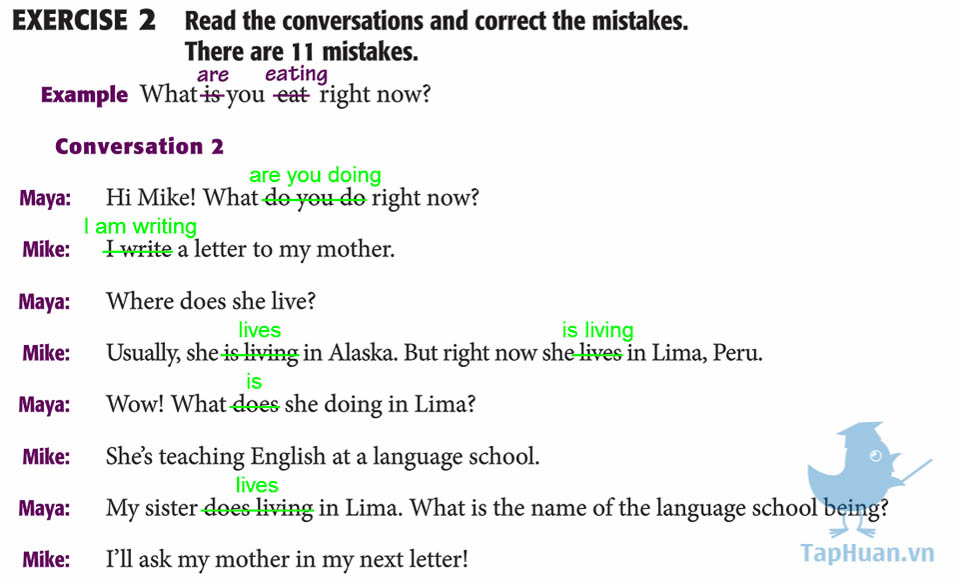 EXERCISE 2 Read the conversations and correct the mistakes.
There are 11 mistakes.
are eating
Example What is you eat right now?
Conversation 2
are you doing
Maya: Hi Mike! What do you do right now?
I am writing
Mike: I write a letter to my mother.
Maya: Where does she live?
lives is living
Mike: Usually, she is living in Alaska. But right now she lives in Lima, Peru.
is
Maya: Wow! What does she doing in Lima?
Mike: She's teaching English at a language school.
lives
Maya: My sister does living in Lima. What is the name of the language school being?
Mike: I'll ask my mother in my next letter!
TapHuan.vn